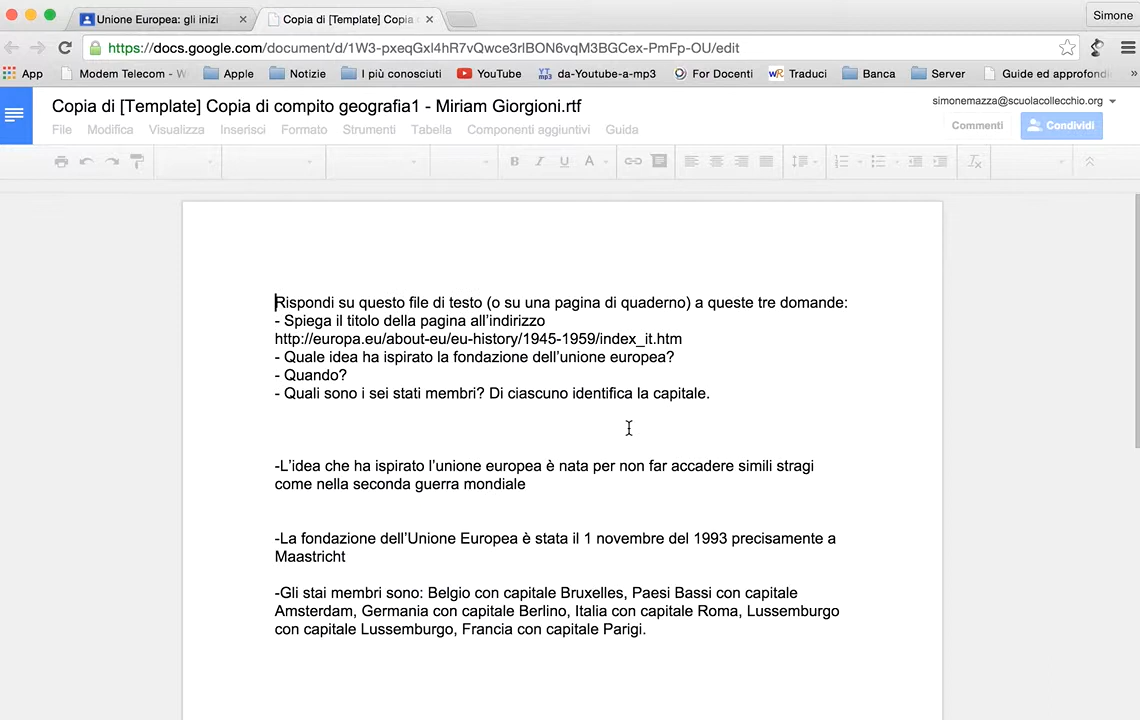 Unione Europea: gli inizi
Copia di [Template] Copia
Simone
https://docs.google.com/document/d/1W3-pxeqGxl4hR7vQwce3rlBON6vqM3BGCex-PmFp-OU/edit
App Modem Telecom - W Apple Notizie I più conosciuti YouTube da-Youtube-a-mp3 For Docenti Traduci Banca Server Guide ed approfondi »
Copia di [Template] Copia di compito geografia1 - Miriam Giorgioni.rtf
simonemazza@scuolacollecchio.org
File Modifica Visualizza Inserisci Formato Strumenti Tabella Componenti aggiuntivi Guida
Commenti Condividi
Rispondi su questo file di testo (o su una pagina di quaderno) a queste tre domande:
- Spiega il titolo della pagina all'indirizzo
http://europa.eu/about-eu/eu-history/1945-1959/index_it.htm
- Quale idea ha ispirato la fondazione dell'unione europea?
- Quando?
- Quali sono i sei stati membri? Di ciascuno identifica la capitale.
-L'idea che ha ispirato l'unione europea è nata per non far accadere simili stragi
come nella seconda guerra mondiale
-La fondazione dell'Unione Europea è stata il 1 novembre del 1993 precisamente a
Maastricht
-Gli stai membri sono: Belgio con capitale Bruxelles, Paesi Bassi con capitale
Amsterdam, Germania con capitale Berlino, Italia con capitale Roma, Lussemburgo
con capitale Lussemburgo, Francia con capitale Parigi.